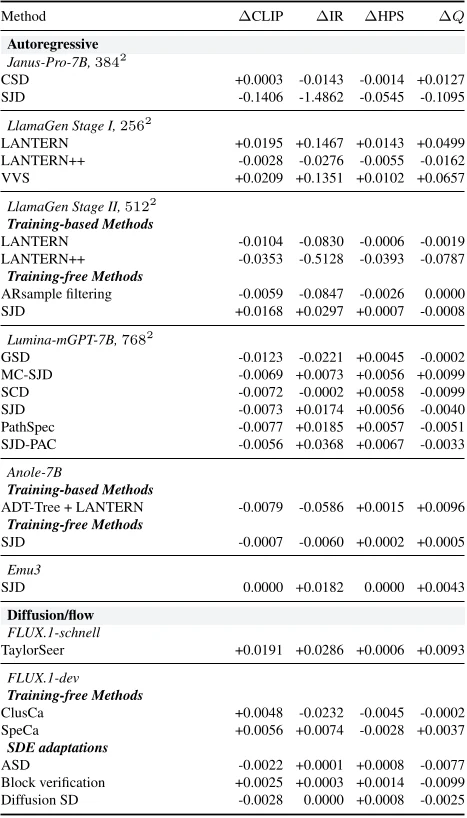 Method ΔCLIP ΔIR ΔHPS ΔQ
Autoregressive
Janus-Pro-7B, 384²
CSD +0.0003 -0.0143 -0.0014 +0.0127
SJD -0.1406 -1.4862 -0.0545 -0.1095
LlamaGen Stage I, 256²
LANTERN +0.0195 +0.1467 +0.0143 +0.0499
LANTERN++ -0.0028 -0.0276 -0.0055 -0.0162
VVS +0.0209 +0.1351 +0.0102 +0.0657
LlamaGen Stage II, 512²
Training-based Methods
LANTERN -0.0104 -0.0830 -0.0006 -0.0019
LANTERN++ -0.0353 -0.5128 -0.0393 -0.0787
Training-free Methods
ARsample filtering -0.0059 -0.0847 -0.0026 0.0000
SJD +0.0168 +0.0297 +0.0007 -0.0008
Lumina-mGPT-7B, 768²
GSD -0.0123 -0.0221 +0.0045 -0.0002
MC-SJD -0.0069 +0.0073 +0.0056 +0.0099
SCD -0.0072 -0.0002 +0.0058 -0.0099
SJD -0.0073 +0.0174 +0.0056 -0.0040
PathSpec -0.0077 +0.0185 +0.0057 -0.0051
SJD-PAC -0.0056 +0.0368 +0.0067 -0.0033
Anole-7B
Training-based Methods
ADT-Tree + LANTERN -0.0079 -0.0586 +0.0015 +0.0096
Training-free Methods
SJD -0.0007 -0.0060 +0.0002 +0.0005
Emu3
SJD 0.0000 +0.0182 0.0000 +0.0043
Diffusion/flow
FLUX.1-schnell
TaylorSeer +0.0191 +0.0286 +0.0006 +0.0093
FLUX.1-dev
Training-free Methods
ClusCa +0.0048 -0.0232 -0.0045 -0.0002
SpeCa +0.0056 +0.0074 -0.0028 +0.0037
SDE adaptations
ASD -0.0022 +0.0001 +0.0008 -0.0077
Block verification +0.0025 +0.0003 +0.0014 -0.0099
Diffusion SD -0.0028 0.0000 +0.0008 -0.0025